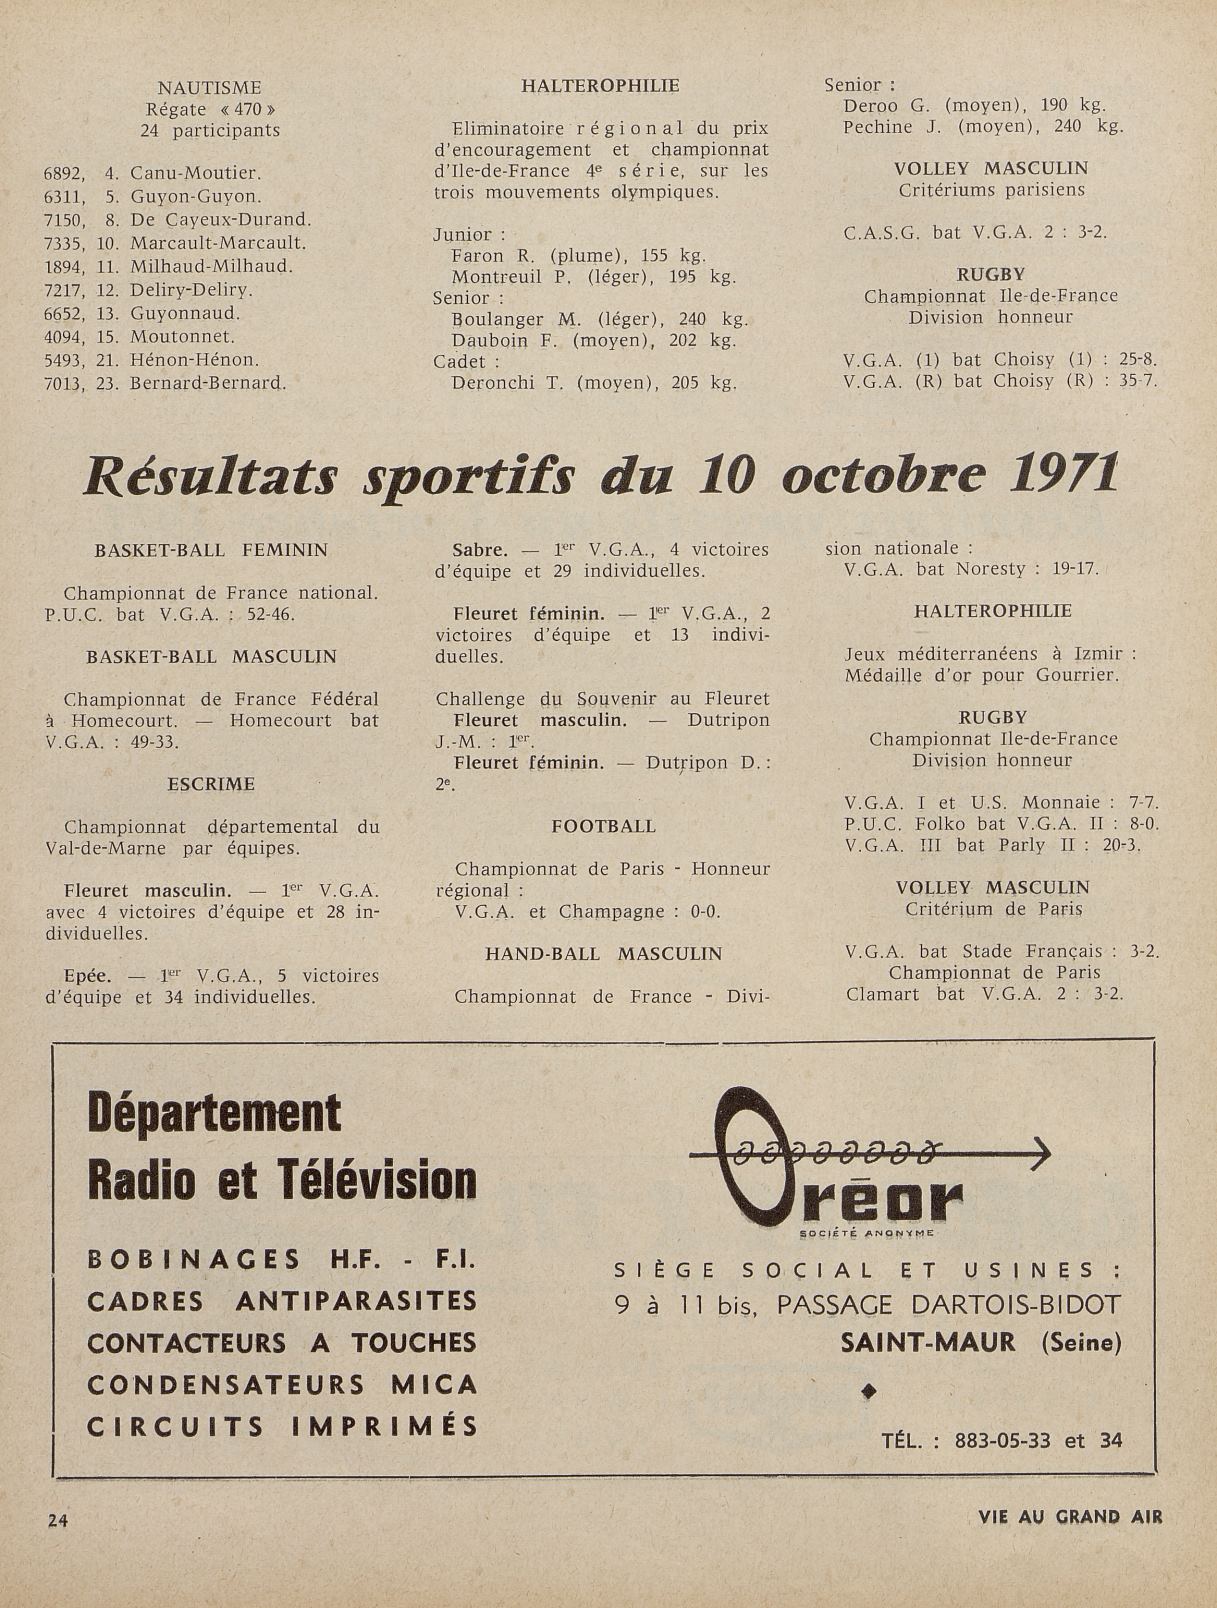 NAUTISME
Régate « 470 »
24 participants
6892, 4. Canu-Moutier.
6311, 5. Guyon-Guyon.
7150, 8. De Cayeux-Durand.
7335, 10. Marcault-Marcault.
1894, 11. Milhaud-Milhaud.
7217, 12. Deliry-Deliry.
6652, 13. Guyonnaud.
4094, 15. Moutonnet.
5493, 21. Hénon-Hénon.
7013, 23. Bernard-Bernard.
HALTEROPHILIE
Eliminatoire régional du prix
d'encouragement et championnat
d'Ile-de-France 4e série, sur les
trois mouvements olympiques.
Junior :
Faron R. (plume), 155 kg.
Montreuil P. (léger), 195 kg.
Senior :
Boulanger M. (léger), 240 kg.
Dauboin F. (moyen), 202 kg.
Cadet :
Deronchi T. (moyen), 205 kg.
Senior :
Deroo G. (moyen), 190 kg.
Pechine J. (moyen), 240 kg.
VOLLEY MASCULIN
Critériums parisiens
C.A.S.G. bat V.G.A. 2 : 3-2.
RUGBY
Championnat Ile-de-France
Division honneur
V.G.A. (1) bat Choisy (1) : 25-8.
V.G.A. (R) bat Choisy (R) : 35-7.
Résultats sportifs du 10 octobre 1971
BASKET-BALL FEMININ
Championnat de France national.
P.U.C. bat V.G.A. : 52-46.
BASKET-BALL MASCULIN
Championnat de France Fédéral
à Homecourt. — Homecourt bat
V.G.A. : 49-33.
ESCRIME
Championnat départemental du
Val-de-Marne par équipes.
Fleuret masculin. — 1er V.G.A.
avec 4 victoires d'équipe et 28 in-
dividuelles.
Epée. — 1er V.G.A., 5 victoires
d'équipe et 34 individuelles.
Sabre. — 1er V.G.A., 4 victoires
d'équipe et 29 individuelles.
Fleuret féminin. — 1er V.G.A., 2
victoires d'équipe et 13 indivi-
duelles.
Challenge du Souvenir au Fleuret
Fleuret masculin. — Dutripon
J.-M. : 1er.
Fleuret féminin. — Dutripon D. :
2e.
FOOTBALL
Championnat de Paris - Honneur
régional :
V.G.A. et Champagne : 0-0.
HAND-BALL MASCULIN
Championnat de France - Divi-
sion nationale :
V.G.A. bat Noresty : 19-17.
HALTEROPHILIE
Jeux méditerranéens à Izmir :
Médaille d'or pour Gourrier.
RUGBY
Championnat Ile-de-France
Division honneur
V.G.A. I et U.S. Monnaie : 7-7.
P.U.C. Folko bat V.G.A. II : 8-0.
V.G.A. III bat Parly II : 20-3.
VOLLEY MASCULIN
Critérium de Paris
V.G.A. bat Stade Français : 3-2.
Championnat de Paris
Clamart bat V.G.A. 2 : 3-2.
Département
Radio et Télévision
BOBINAGES H.F. - F.I.
CADRES ANTIPARASITES
CONTACTEURS A TOUCHES
CONDENSATEURS MICA
CIRCUITS IMPRIMÉS
Oréor
SOCIÉTÉ ANONYME
SIÈGE SOCIAL ET USINES :
9 à 11 bis, PASSAGE DARTOIS-BIDOT
SAINT-MAUR (Seine)
TÉL. : 883-05-33 et 34
24
VIE AU GRAND AIR